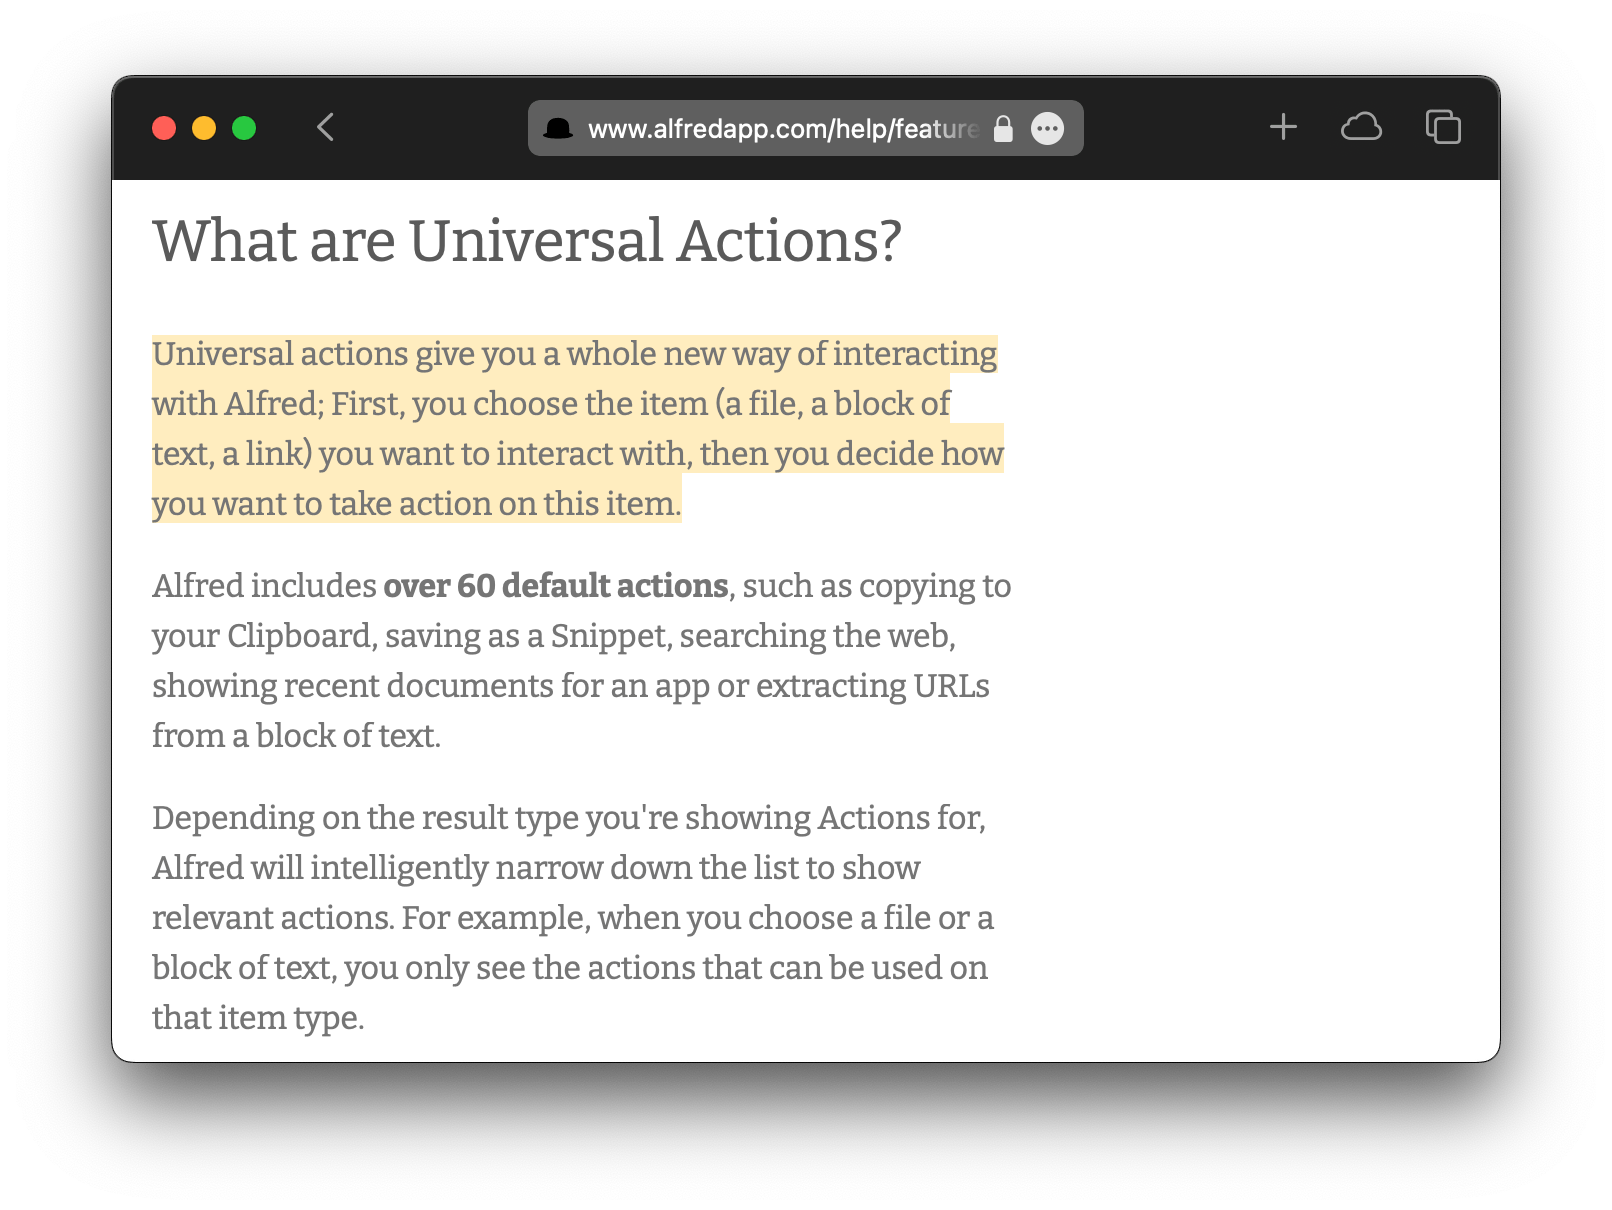 www.alfredapp.com/help/feature
What are Universal Actions?
Universal actions give you a whole new way of interacting
with Alfred; First, you choose the item (a file, a block of
text, a link) you want to interact with, then you decide how
you want to take action on this item.
Alfred includes over 60 default actions, such as copying to
your Clipboard, saving as a Snippet, searching the web,
showing recent documents for an app or extracting URLs
from a block of text.
Depending on the result type you're showing Actions for,
Alfred will intelligently narrow down the list to show
relevant actions. For example, when you choose a file or a
block of text, you only see the actions that can be used on
that item type.